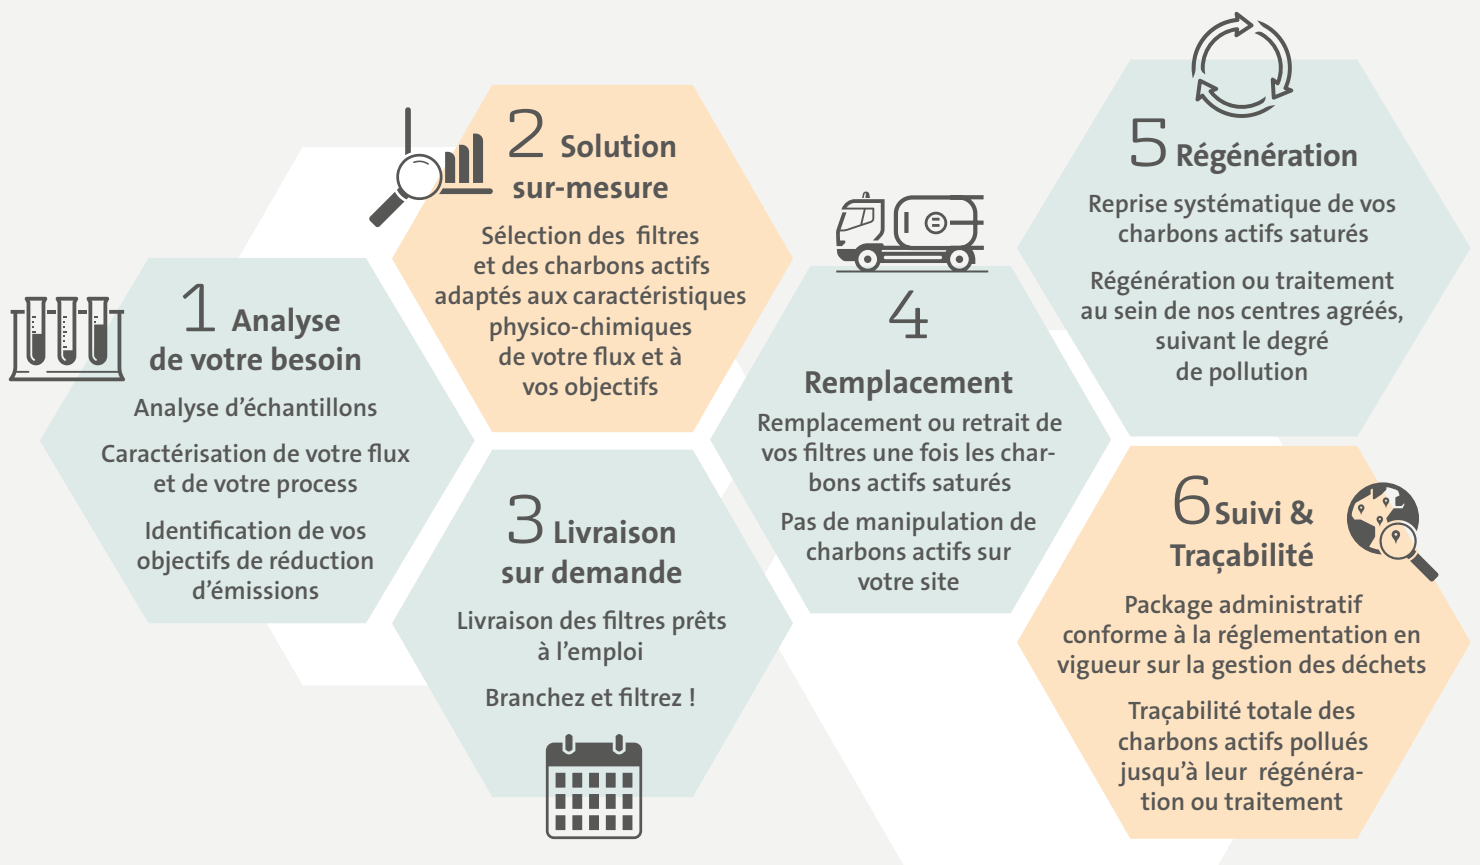 1 Analyse
de votre besoin
Analyse d’échantillons
Caractérisation de votre flux
et de votre process
Identification de vos
objectifs de réduction
d’émissions
2 Solution
sur-mesure
Sélection des filtres
et des charbons actifs
adaptés aux caractéristiques
physico-chimiques
de votre flux et à
vos objectifs
3 Livraison
sur demande
Livraison des filtres prêts
à l’emploi
Branchez et filtrez !
4
Remplacement
Remplacement ou retrait de
vos filtres une fois les char-
bons actifs saturés
Pas de manipulation de
charbons actifs sur
votre site
5 Régénération
Reprise systématique de vos
charbons actifs saturés
Régénération ou traitement
au sein de nos centres agréés,
suivant le degré
de pollution
6 Suivi &
Traçabilité
Package administratif
conforme à la réglementation en
vigueur sur la gestion des déchets
Traçabilité totale des
charbons actifs pollués
jusqu’à leur régénéra-
tion ou traitement